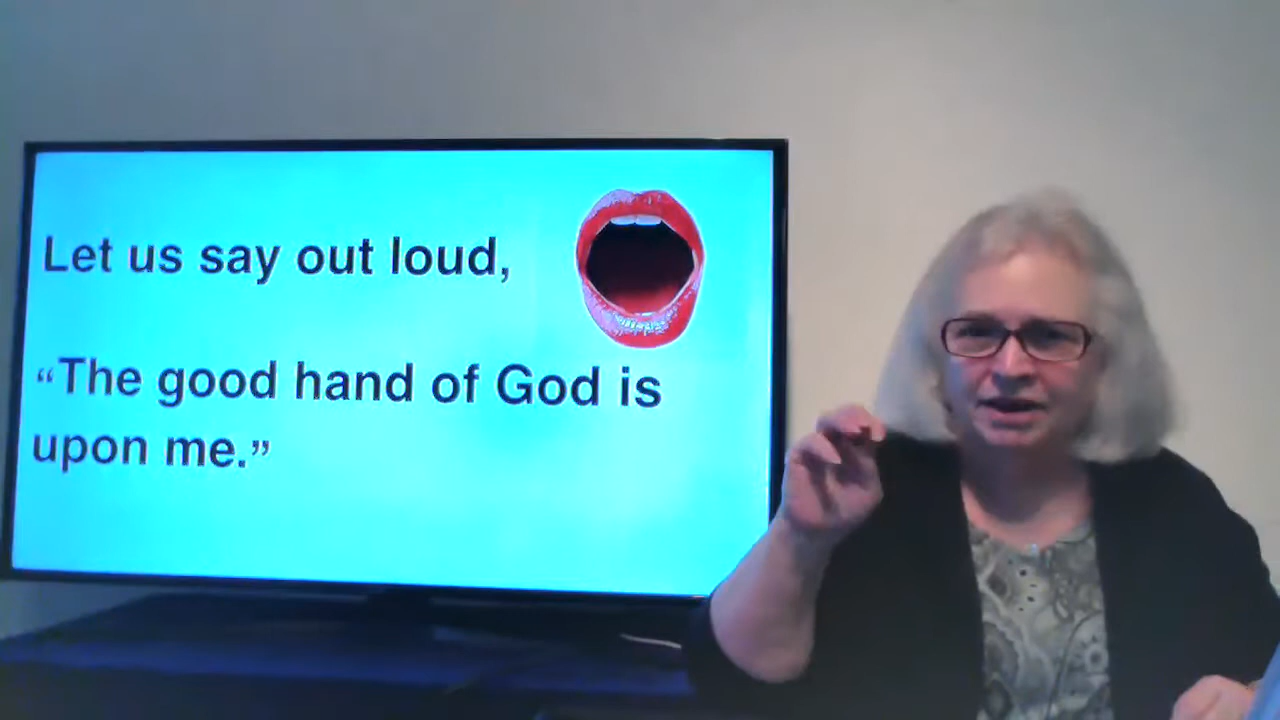 Let us say out loud,
“The good hand of God is
upon me.”